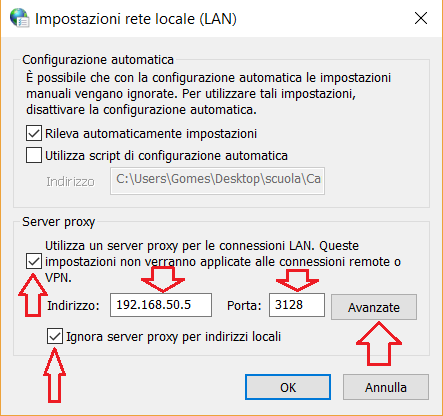 Impostazioni rete locale (LAN)
Configurazione automatica
È possibile che con la configurazione automatica le impostazioni
manuali vengano ignorate. Per utilizzare tali impostazioni,
disattivare la configurazione automatica.
Rileva automaticamente impostazioni
Utilizza script di configurazione automatica
Indirizzo C:\Users\Gomes\Desktop\scuola\Ca
Server proxy
Utilizza un server proxy per le connessioni LAN. Queste
impostazioni non verranno applicate alle connessioni remote o
VPN.
Indirizzo: 192.168.50.5 Porta: 3128 Avanzate
Ignora server proxy per indirizzi locali
OK Annulla